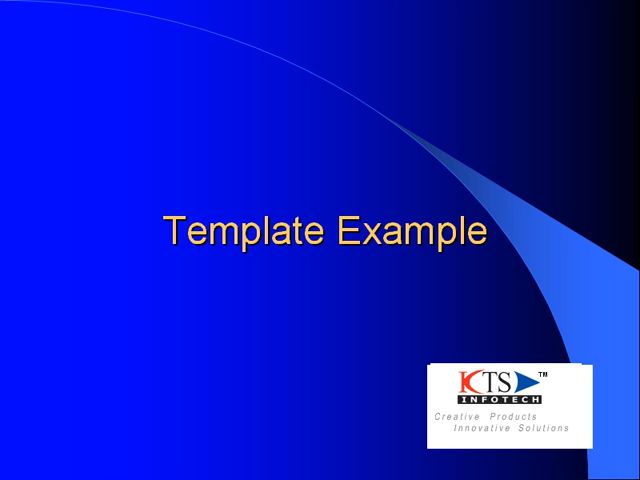 Template Example
KTS TM
INFOTECH
Creative Products
Innovative Solutions